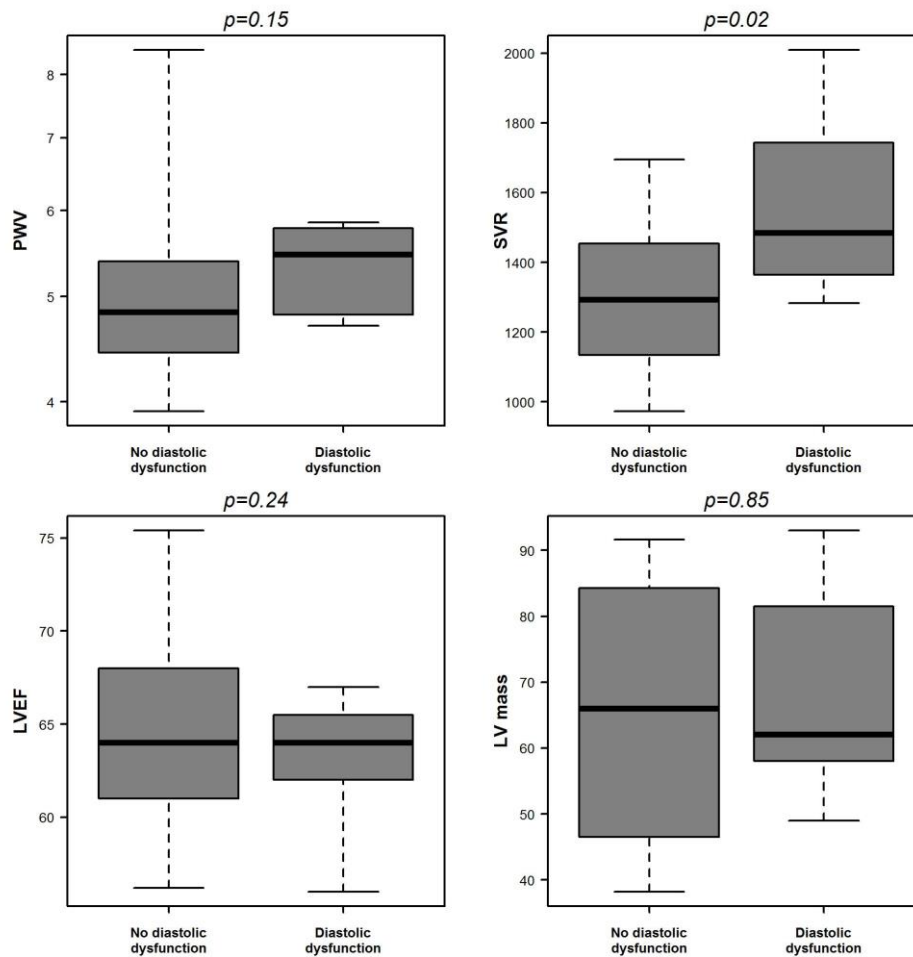 p=0.15
8
7
6
5
4
PWV
No diastolic
dysfunction
Diastolic
dysfunction
p=0.02
2000
1800
1600
1400
1200
1000
SVR
No diastolic
dysfunction
Diastolic
dysfunction
p=0.24
75
70
65
60
LVEF
No diastolic
dysfunction
Diastolic
dysfunction
p=0.85
90
80
70
60
50
40
LV mass
No diastolic
dysfunction
Diastolic
dysfunction